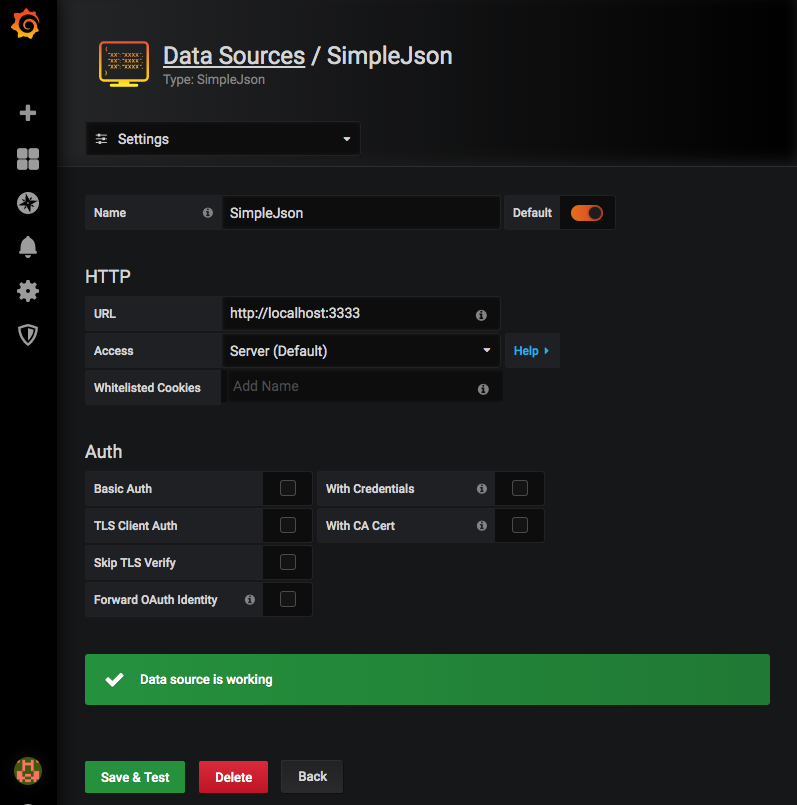 Data Sources / SimpleJson
Type: SimpleJson
Settings
Name SimpleJson Default
HTTP
URL http://localhost:3333
Access Server (Default) Help
Whitelisted Cookies Add Name
Auth
Basic Auth With Credentials
TLS Client Auth With CA Cert
Skip TLS Verify
Forward OAuth Identity
Data source is working
Save & Test Delete Back